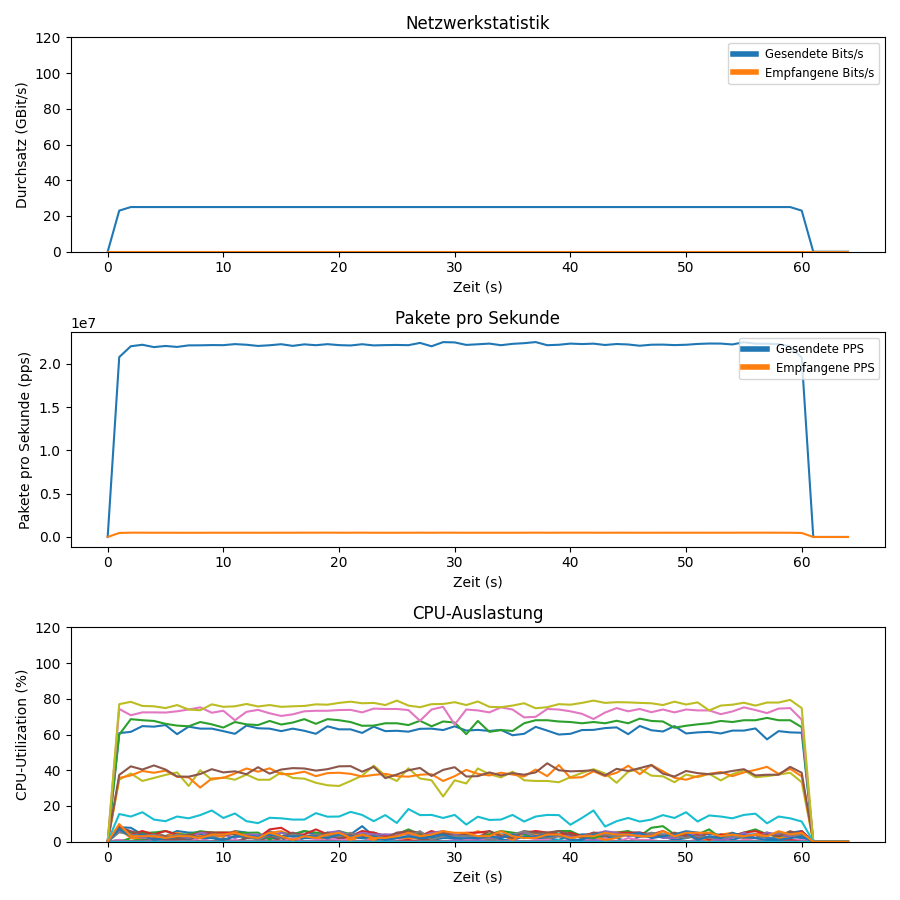 Netzwerkstatistik
120
100
80
60
40
20
0
Durchsatz (GBit/s)
Gesendete Bits/s
Empfangene Bits/s
0 10 20 30 40 50 60
Zeit (s)
Pakete pro Sekunde
1e7
2.0
1.5
1.0
0.5
0.0
Pakete pro Sekunde (pps)
Gesendete PPS
Empfangene PPS
0 10 20 30 40 50 60
Zeit (s)
CPU-Auslastung
120
100
80
60
40
20
0
CPU-Utilization (%)
0 10 20 30 40 50 60
Zeit (s)